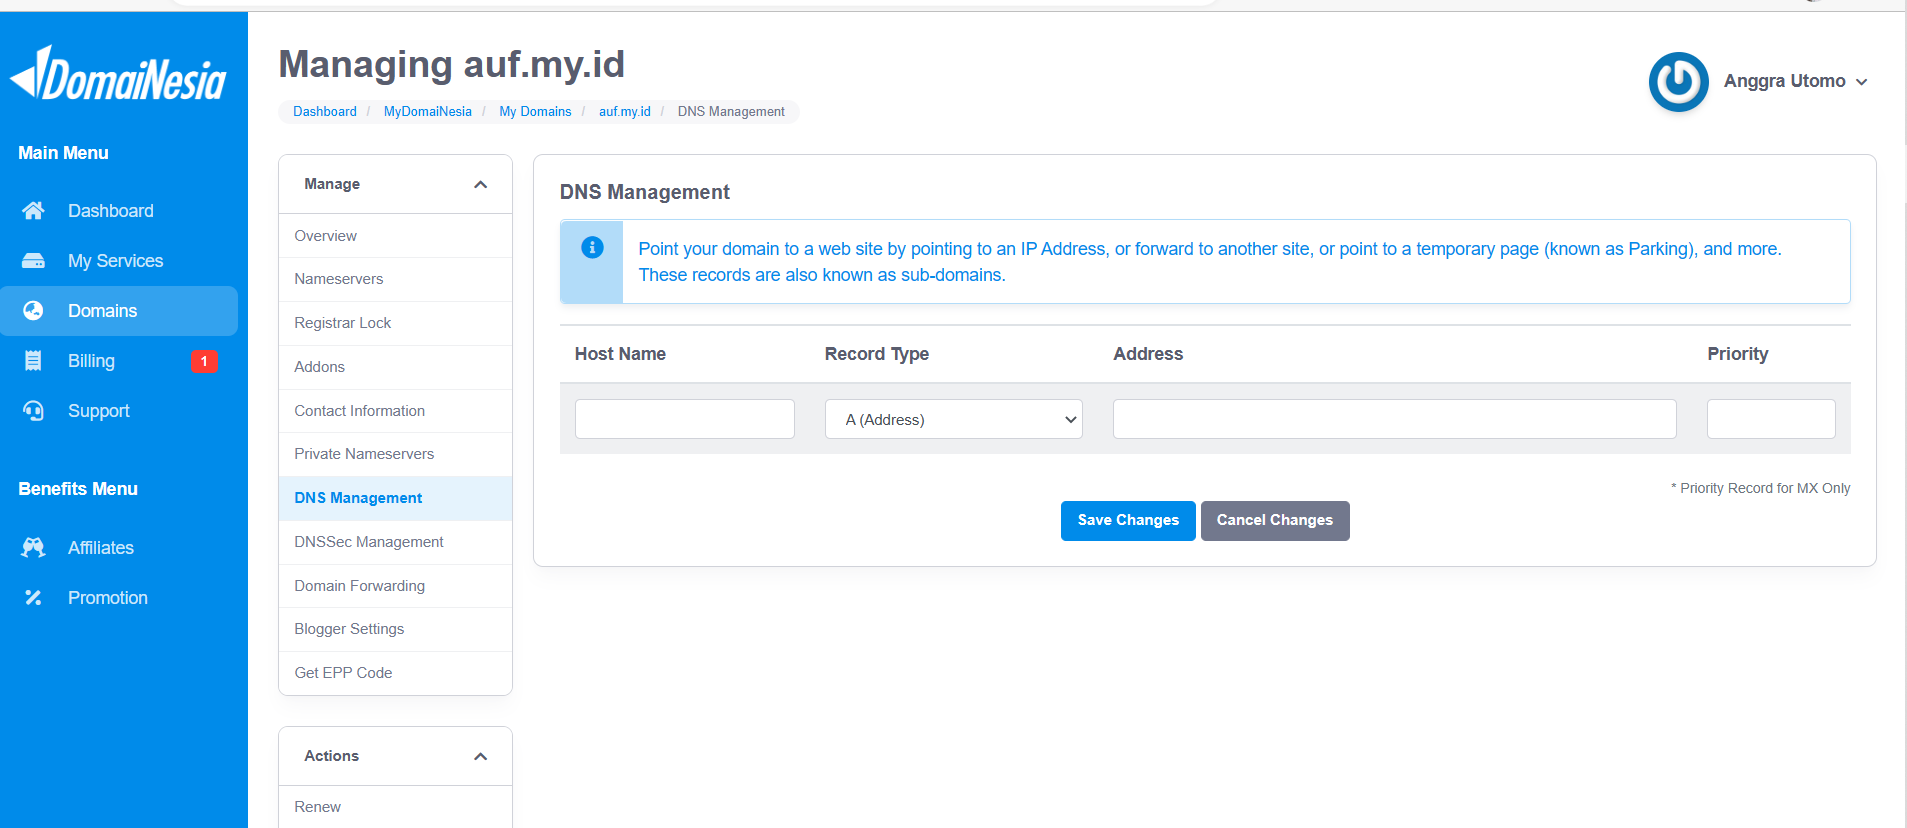 DomaiNesia
Main Menu
Dashboard
My Services
Domains
Billing 1
Support
Benefits Menu
Affiliates
Promotion
Managing auf.my.id
Dashboard / MyDomaiNesia / My Domains / auf.my.id / DNS Management
Anggra Utomo
Manage
Overview
Nameservers
Registrar Lock
Addons
Contact Information
Private Nameservers
DNS Management
DNSSec Management
Domain Forwarding
Blogger Settings
Get EPP Code
Actions
Renew
DNS Management
Point your domain to a web site by pointing to an IP Address, or forward to another site, or point to a temporary page (known as Parking), and more.
These records are also known as sub-domains.
Host Name Record Type Address Priority
A (Address)
* Priority Record for MX Only
Save Changes Cancel Changes